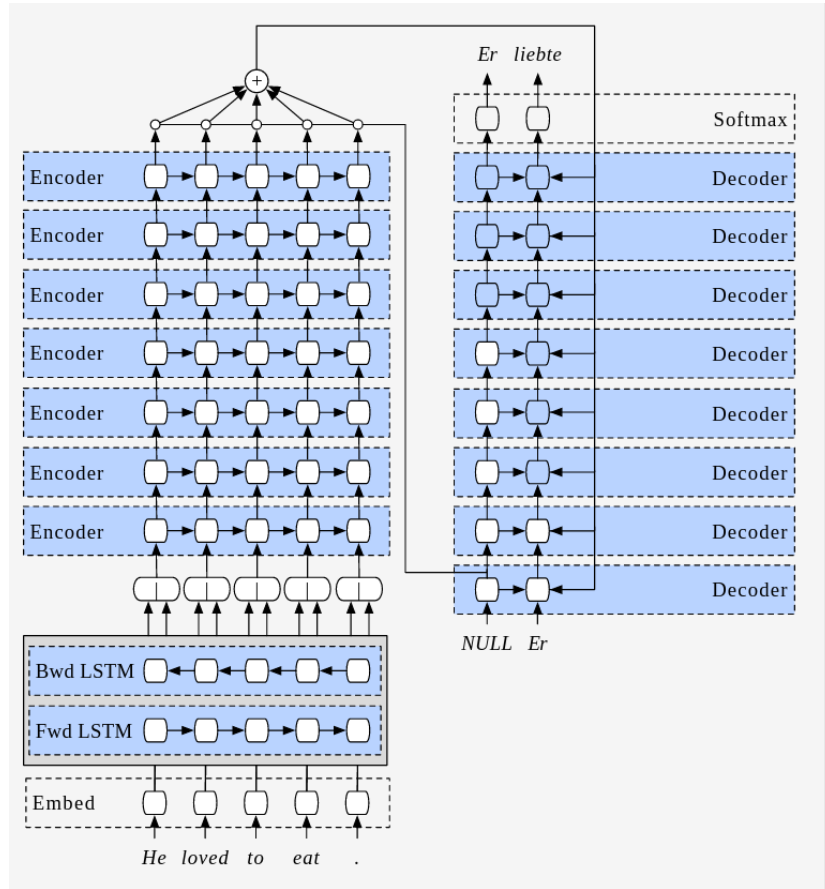 Er liebte
Softmax
Encoder
Decoder
Encoder
Decoder
Encoder
Decoder
Encoder
Decoder
Encoder
Decoder
Encoder
Decoder
Encoder
Decoder
Decoder
NULL Er
Bwd LSTM
Fwd LSTM
Embed
He loved to eat .